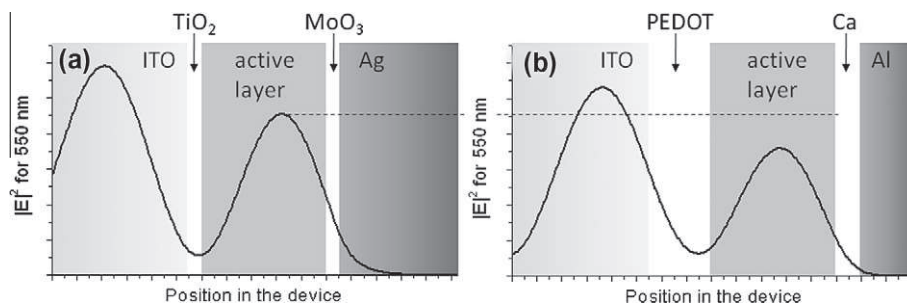 TiO₂ MoO₃
(a) ITO active layer Ag
|E|² for 550 nm
Position in the device
PEDOT Ca
(b) ITO active layer Al
|E|² for 550 nm
Position in the device